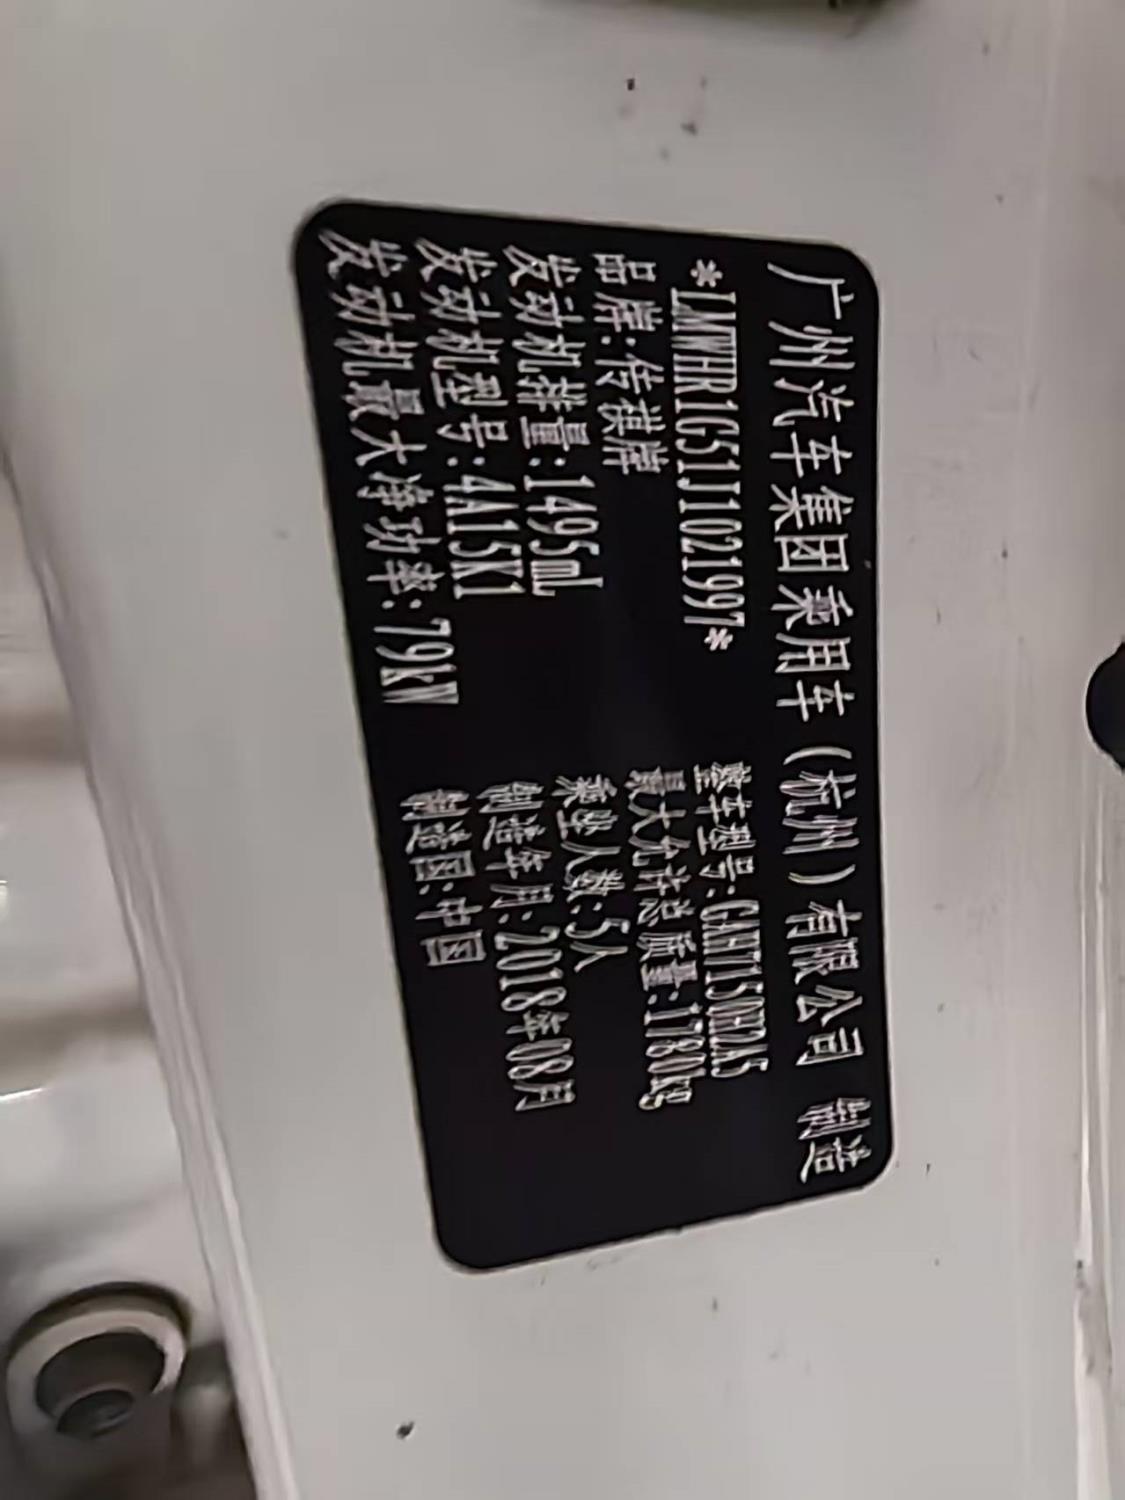 广州汽车集团乘用车（杭州）有限公司 制造
*LMWHR1G51J1021997*
整车型号:GAH7150M2A5
品牌:传祺牌
最大允许总质量:1780kg
发动机排量:1495mL
乘坐人数:5人
发动机型号:4A15K1
制造年月:2018年08月
发动机最大净功率:79kW
制造国:中国